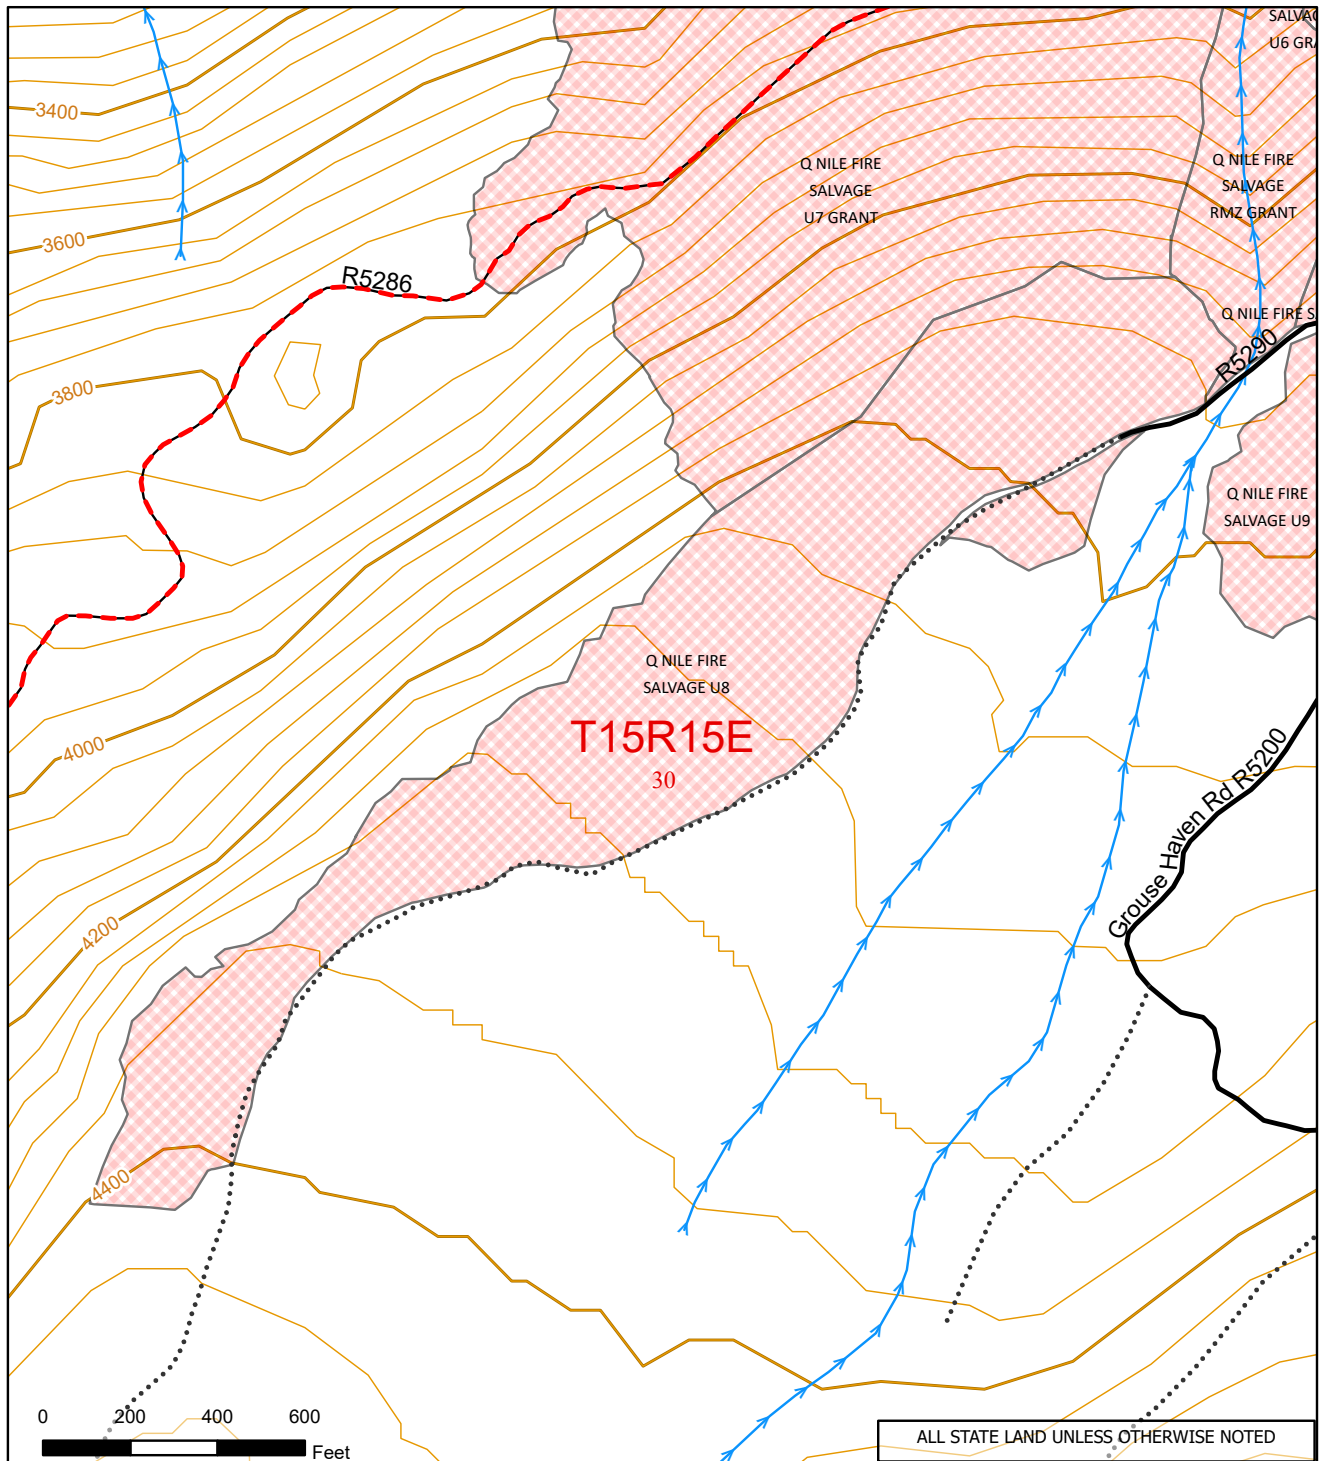 SALVAG
U6 GRA
3400
Q NILE FIRE
SALVAGE
U7 GRANT
Q NILE FIRE
SALVAGE
RMZ GRANT
3600
R5286
Q NILE FIRE S
R5290
3800
Q NILE FIRE
SALVAGE U9
Q NILE FIRE
SALVAGE U8
T15R15E
30
4000
Grouse Haven Rd R5200
4200
4400
0 200 400 600
Feet
ALL STATE LAND UNLESS OTHERWISE NOTED